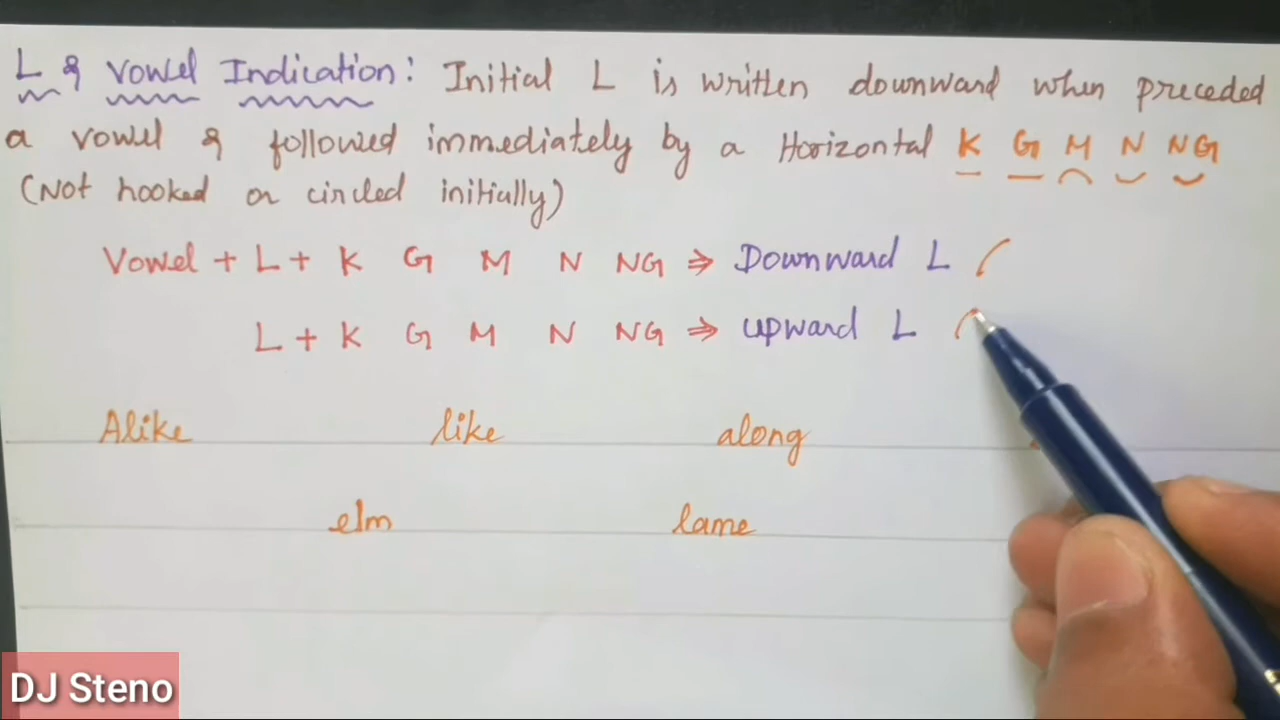 L & Vowel Indication: Initial L is written downward when preceded
a vowel & followed immediately by a Horizontal K G M N NG
(Not hooked or circled initially)
Vowel + L + K G M N NG ⇒ Downward L
L + K G M N NG ⇒ upward L
Alike like along
elm lame
DJ Steno